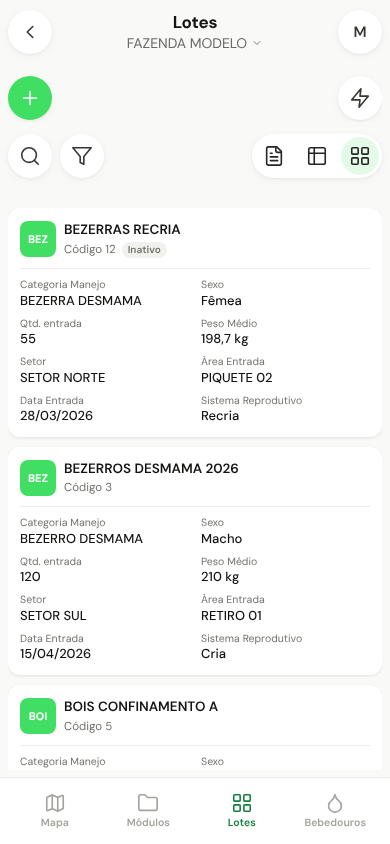 Lotes
FAZENDA MODELO
M
BEZ
BEZERRAS RECRIA
Código 12 Inativo
Categoria Manejo Sexo
BEZERRA DESMAMA Fêmea
Qtd. entrada Peso Médio
55 198,7 kg
Setor Área Entrada
SETOR NORTE PIQUETE 02
Data Entrada Sistema Reprodutivo
28/03/2026 Recria
BEZ
BEZERROS DESMAMA 2026
Código 3
Categoria Manejo Sexo
BEZERRO DESMAMA Macho
Qtd. entrada Peso Médio
120 210 kg
Setor Área Entrada
SETOR SUL RETIRO 01
Data Entrada Sistema Reprodutivo
15/04/2026 Cria
BOI
BOIS CONFINAMENTO A
Código 5
Categoria Manejo Sexo
Mapa Módulos Lotes Bebedouros